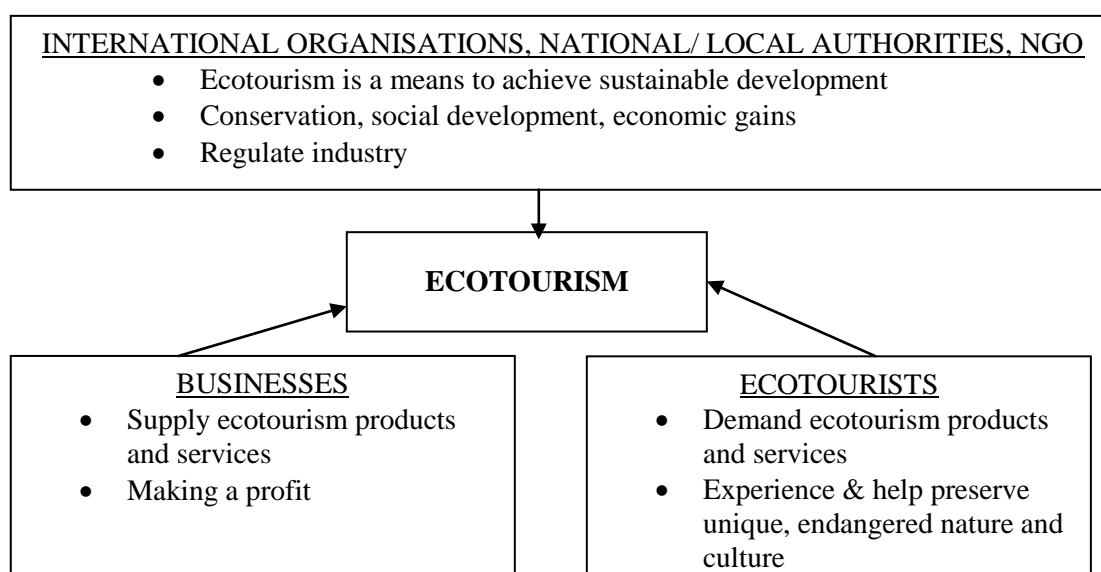 INTERNATIONAL ORGANISATIONS, NATIONAL/ LOCAL AUTHORITIES, NGO
• Ecotourism is a means to achieve sustainable development
• Conservation, social development, economic gains
• Regulate industry
ECOTOURISM
BUSINESSES
• Supply ecotourism products
and services
• Making a profit
ECOTOURISTS
• Demand ecotourism products
and services
• Experience & help preserve
unique, endangered nature and
culture